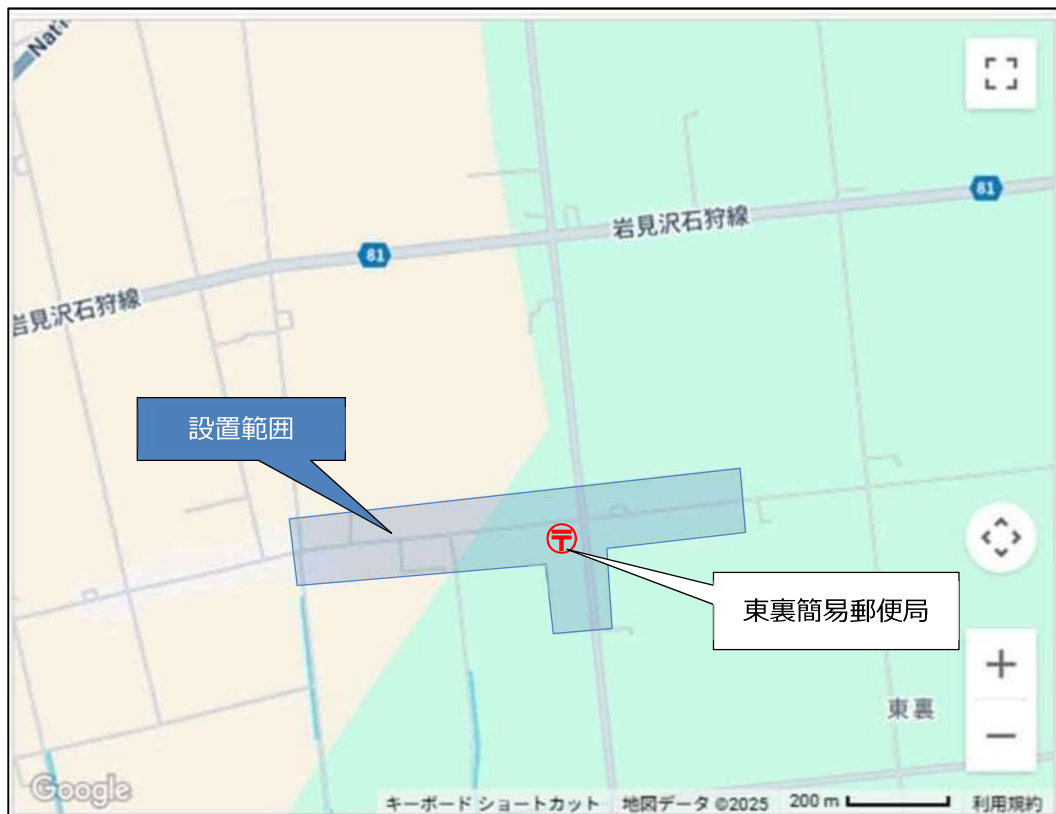 Nati
81
岩見沢石狩線
81
岩見沢石狩線
設置範囲
〒
東裏簡易郵便局
東裏
Google
キーボード ショートカット 地図データ ©2025 200 m 利用規約